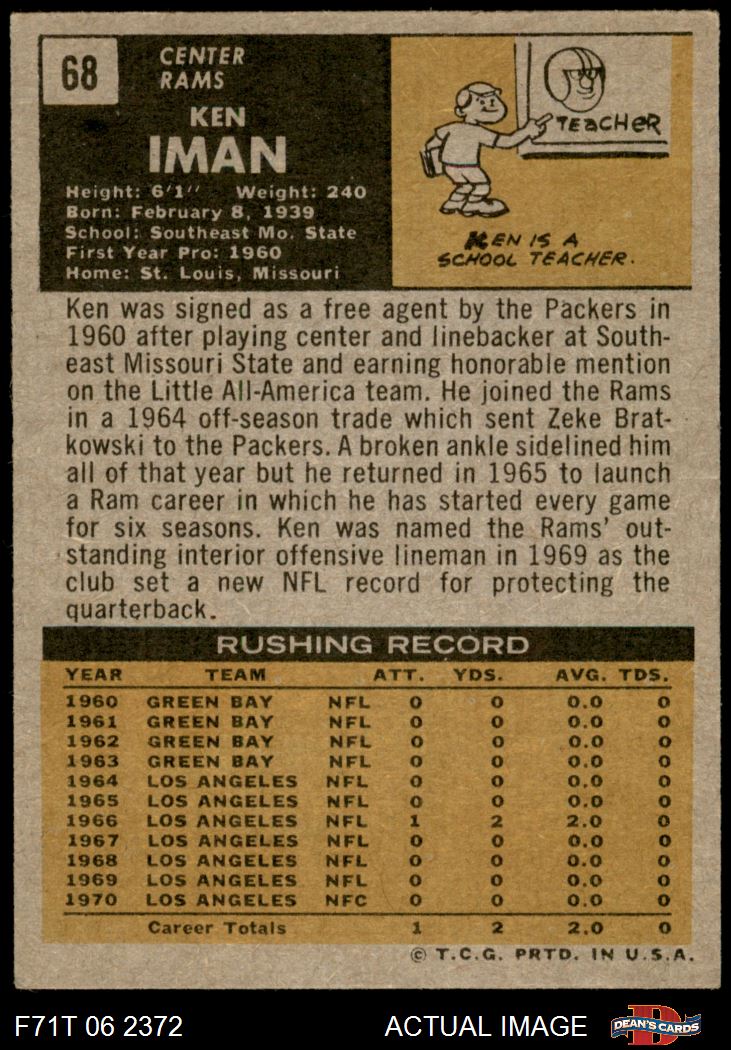 68
CENTER
RAMS
KEN
IMAN
Height: 6'1" Weight: 240
Born: February 8, 1939
School: Southeast Mo. State
First Year Pro: 1960
Home: St. Louis, Missouri
TEACHER
KEN IS A
SCHOOL TEACHER.
Ken was signed as a free agent by the Packers in
1960 after playing center and linebacker at South-
east Missouri State and earning honorable mention
on the Little All-America team. He joined the Rams
in a 1964 off-season trade which sent Zeke Brat-
kowski to the Packers. A broken ankle sidelined him
all of that year but he returned in 1965 to launch
a Ram career in which he has started every game
for six seasons. Ken was named the Rams' out-
standing interior offensive lineman in 1969 as the
club set a new NFL record for protecting the
quarterback.
RUSHING RECORD
YEAR TEAM ATT. YDS. AVG. TDS.
1960 GREEN BAY NFL 0 0 0.0 0
1961 GREEN BAY NFL 0 0 0.0 0
1962 GREEN BAY NFL 0 0 0.0 0
1963 GREEN BAY NFL 0 0 0.0 0
1964 LOS ANGELES NFL 0 0 0.0 0
1965 LOS ANGELES NFL 0 0 0.0 0
1966 LOS ANGELES NFL 1 2 2.0 0
1967 LOS ANGELES NFL 0 0 0.0 0
1968 LOS ANGELES NFL 0 0 0.0 0
1969 LOS ANGELES NFL 0 0 0.0 0
1970 LOS ANGELES NFC 0 0 0.0 0
Career Totals 1 2 2.0 0
© T.C.G. PRTD. IN U.S.A.
F71T 06 2372 ACTUAL IMAGE D DEAN'S CARDS